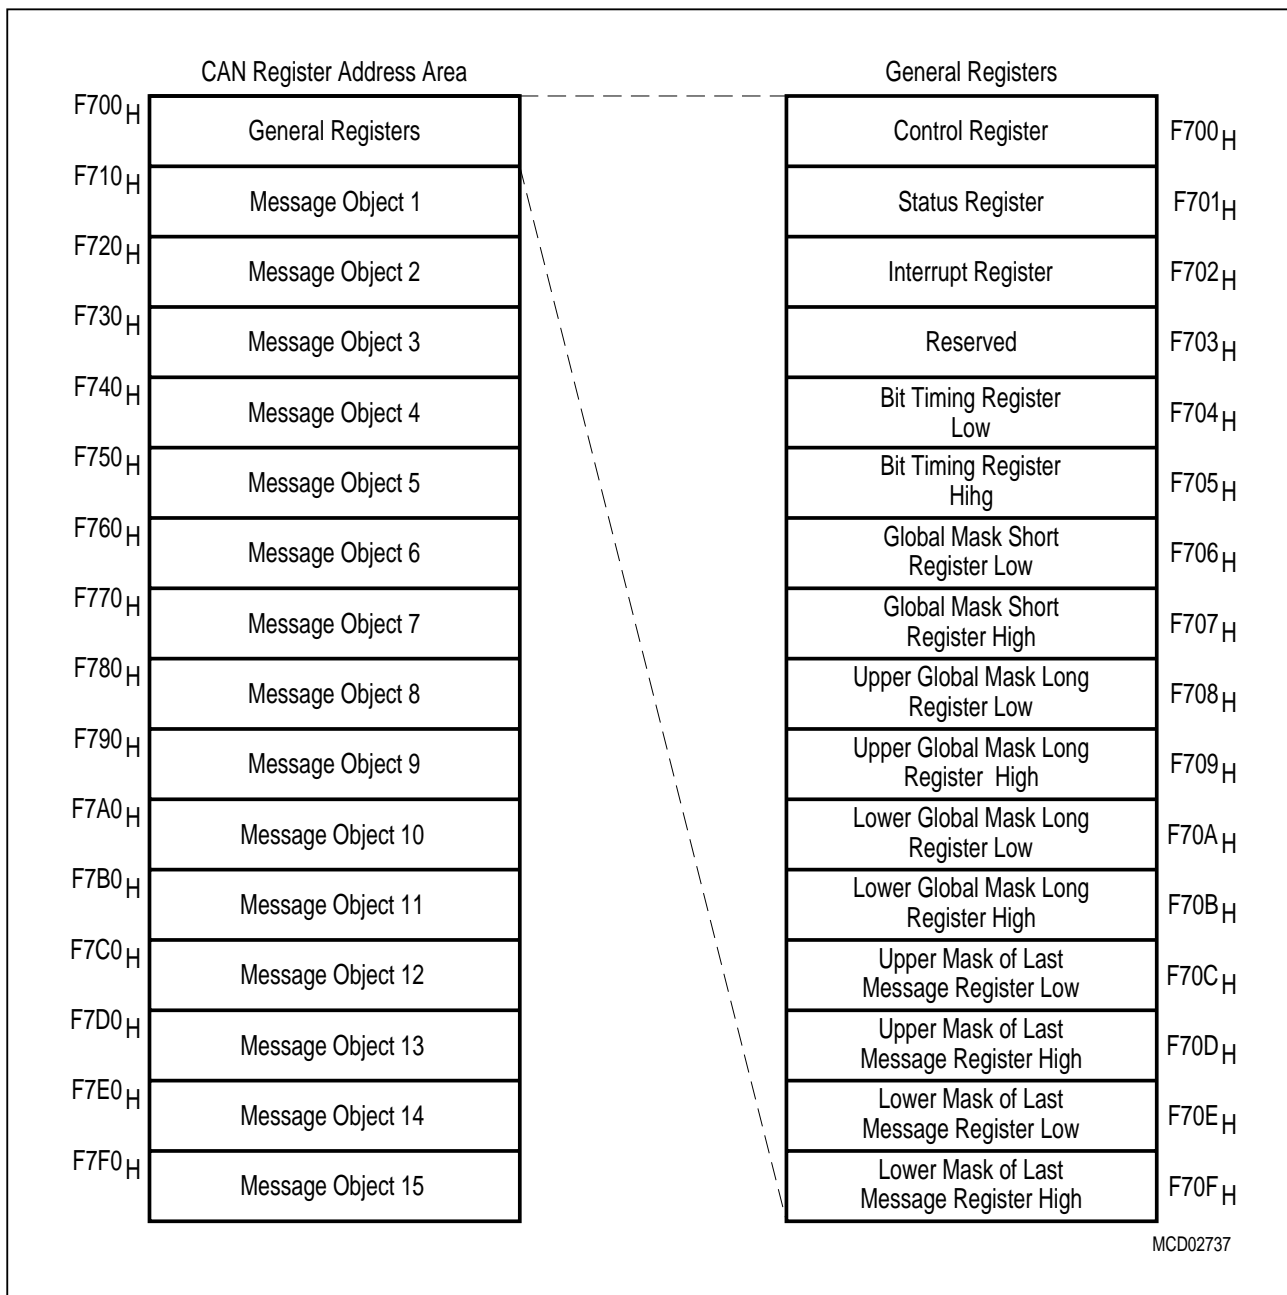 CAN Register Address Area
F700H
General Registers
F710H
Message Object 1
F720H
Message Object 2
F730H
Message Object 3
F740H
Message Object 4
F750H
Message Object 5
F760H
Message Object 6
F770H
Message Object 7
F780H
Message Object 8
F790H
Message Object 9
F7A0H
Message Object 10
F7B0H
Message Object 11
F7C0H
Message Object 12
F7D0H
Message Object 13
F7E0H
Message Object 14
F7F0H
Message Object 15
General Registers
Control Register
F700H
Status Register
F701H
Interrupt Register
F702H
Reserved
F703H
Bit Timing Register
Low
F704H
Bit Timing Register
Hihg
F705H
Global Mask Short
Register Low
F706H
Global Mask Short
Register High
F707H
Upper Global Mask Long
Register Low
F708H
Upper Global Mask Long
Register High
F709H
Lower Global Mask Long
Register Low
F70AH
Lower Global Mask Long
Register High
F70BH
Upper Mask of Last
Message Register Low
F70CH
Upper Mask of Last
Message Register High
F70DH
Lower Mask of Last
Message Register Low
F70EH
Lower Mask of Last
Message Register High
F70FH
MCD02737